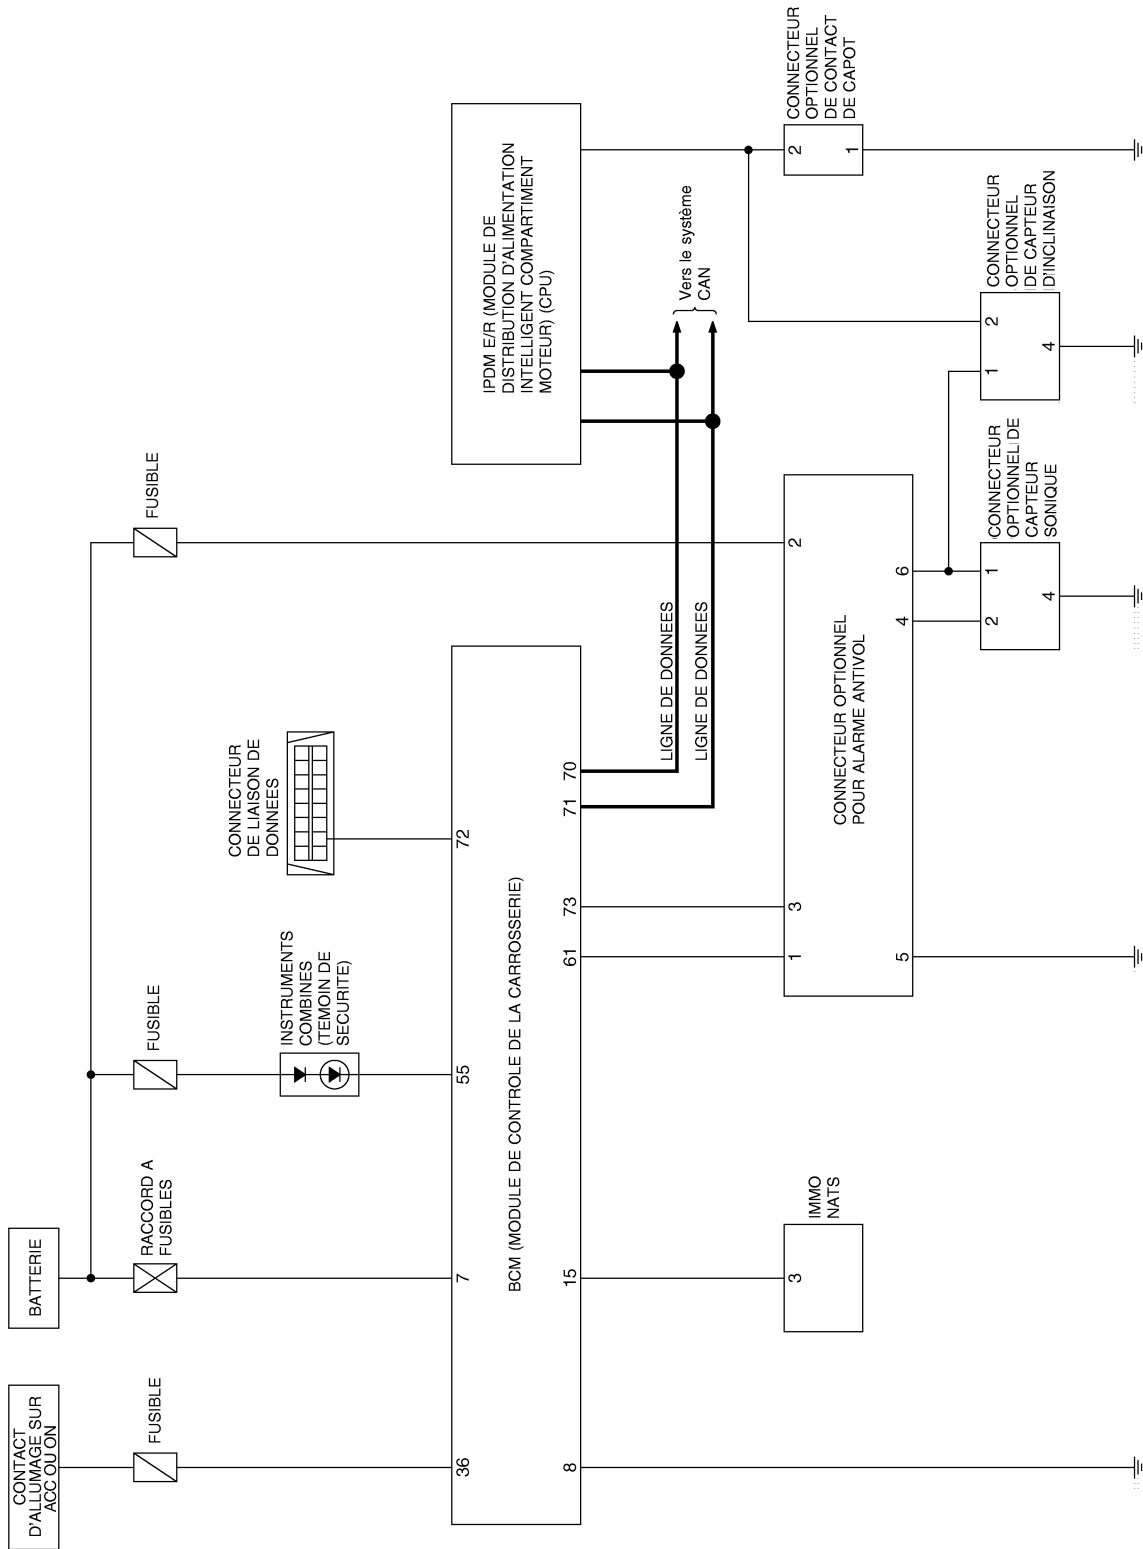 CONTACT
D'ALLUMAGE SUR
ACC OU ON
BATTERIE
FUSIBLE
RACCORD A
FUSIBLES
FUSIBLE
FUSIBLE
INSTRUMENTS
COMBINES
(TEMOIN DE
SECURITE)
CONNECTEUR
DE LIAISON DE
DONNEES
36
7
55
72
BCM (MODULE DE CONTROLE DE LA CARROSSERIE)
8
15
61
73
71
70
IPDM E/R (MODULE DE
DISTRIBUTION D'ALIMENTATION
INTELLIGENT COMPARTIMENT
MOTEUR) (CPU)
LIGNE DE DONNEES
LIGNE DE DONNEES
Vers le système
CAN
IMMO
NATS
3
1
3
2
CONNECTEUR OPTIONNEL
POUR ALARME ANTIVOL
5
4
6
CONNECTEUR
OPTIONNEL
DE CONTACT
DE CAPOT
2
1
CONNECTEUR
OPTIONNEL DE
CAPTEUR
SONIQUE
2
1
4
CONNECTEUR
OPTIONNEL
DE CAPTEUR
D'INCLINAISON
1
2
4